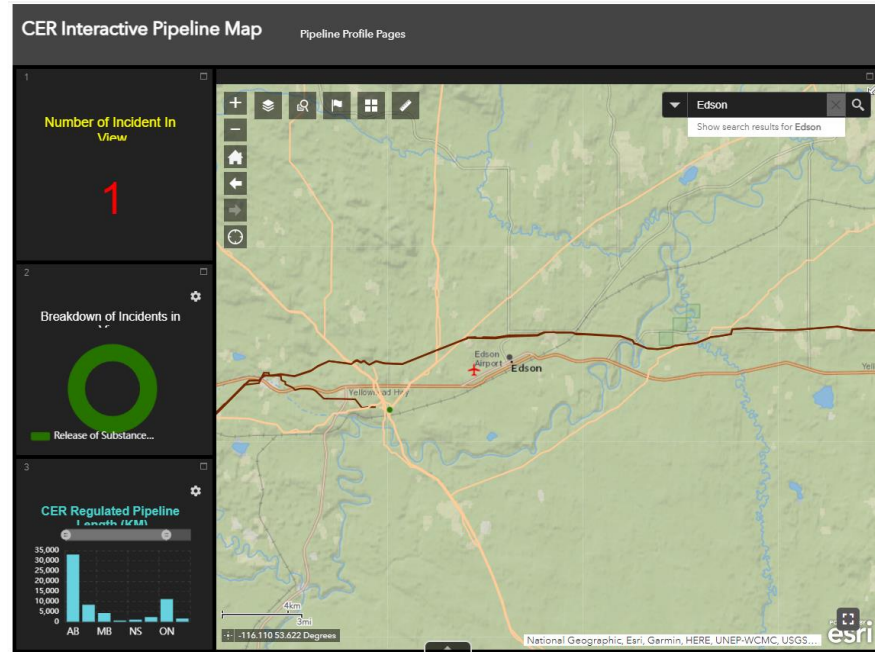 CER Interactive Pipeline Map
Pipeline Profile Pages
1
Number of Incident In
View
1
2
Breakdown of Incidents in
Release of Substance...
3
CER Regulated Pipeline
Length (KM)
35,000
30,000
25,000
20,000
15,000
10,000
5,000
0
AB MB NS ON
Edson
Show search results for Edson
Edson
Airport
Edson
Yellowhead Hwy
4km
3mi
-116.110 53.622 Degrees
National Geographic, Esri, Garmin, HERE, UNEP-WCMC, USGS...
esri